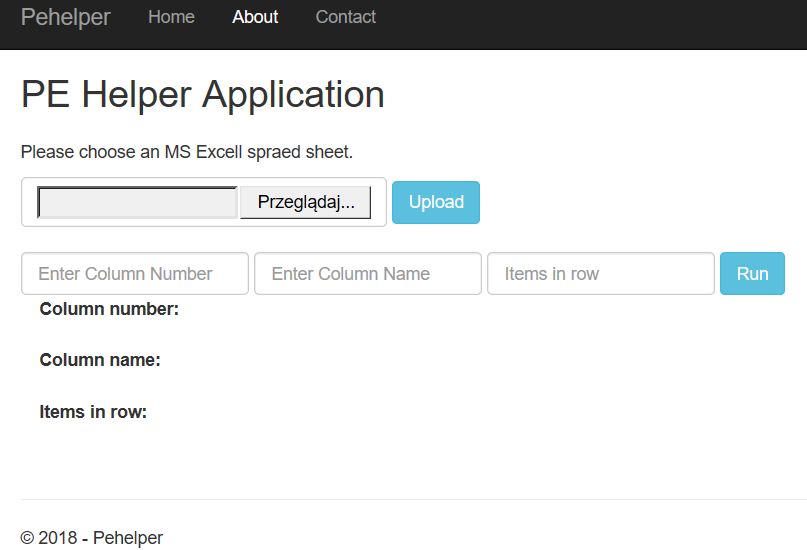 Pehelper Home About Contact
PE Helper Application
Please choose an MS Excell spraed sheet.
Przeglądaj... Upload
Enter Column Number Enter Column Name Items in row Run
Column number:
Column name:
Items in row:
© 2018 - Pehelper